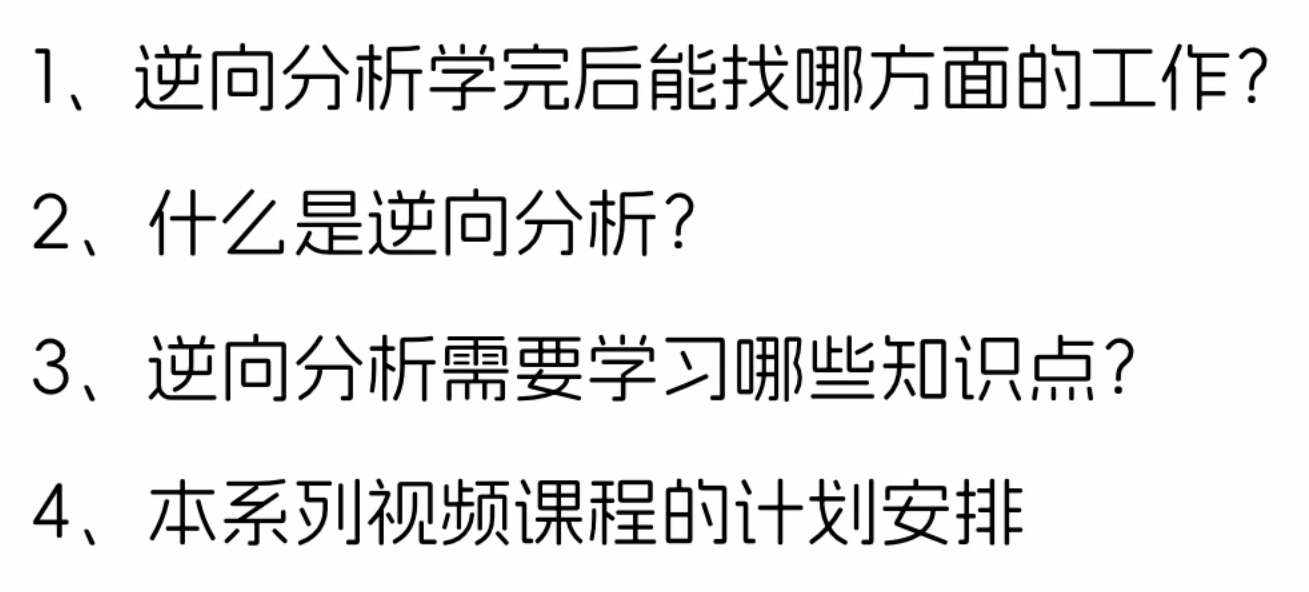 1、逆向分析学完后能找哪方面的工作?
2、什么是逆向分析?
3、逆向分析需要学习哪些知识点?
4、本系列视频课程的计划安排